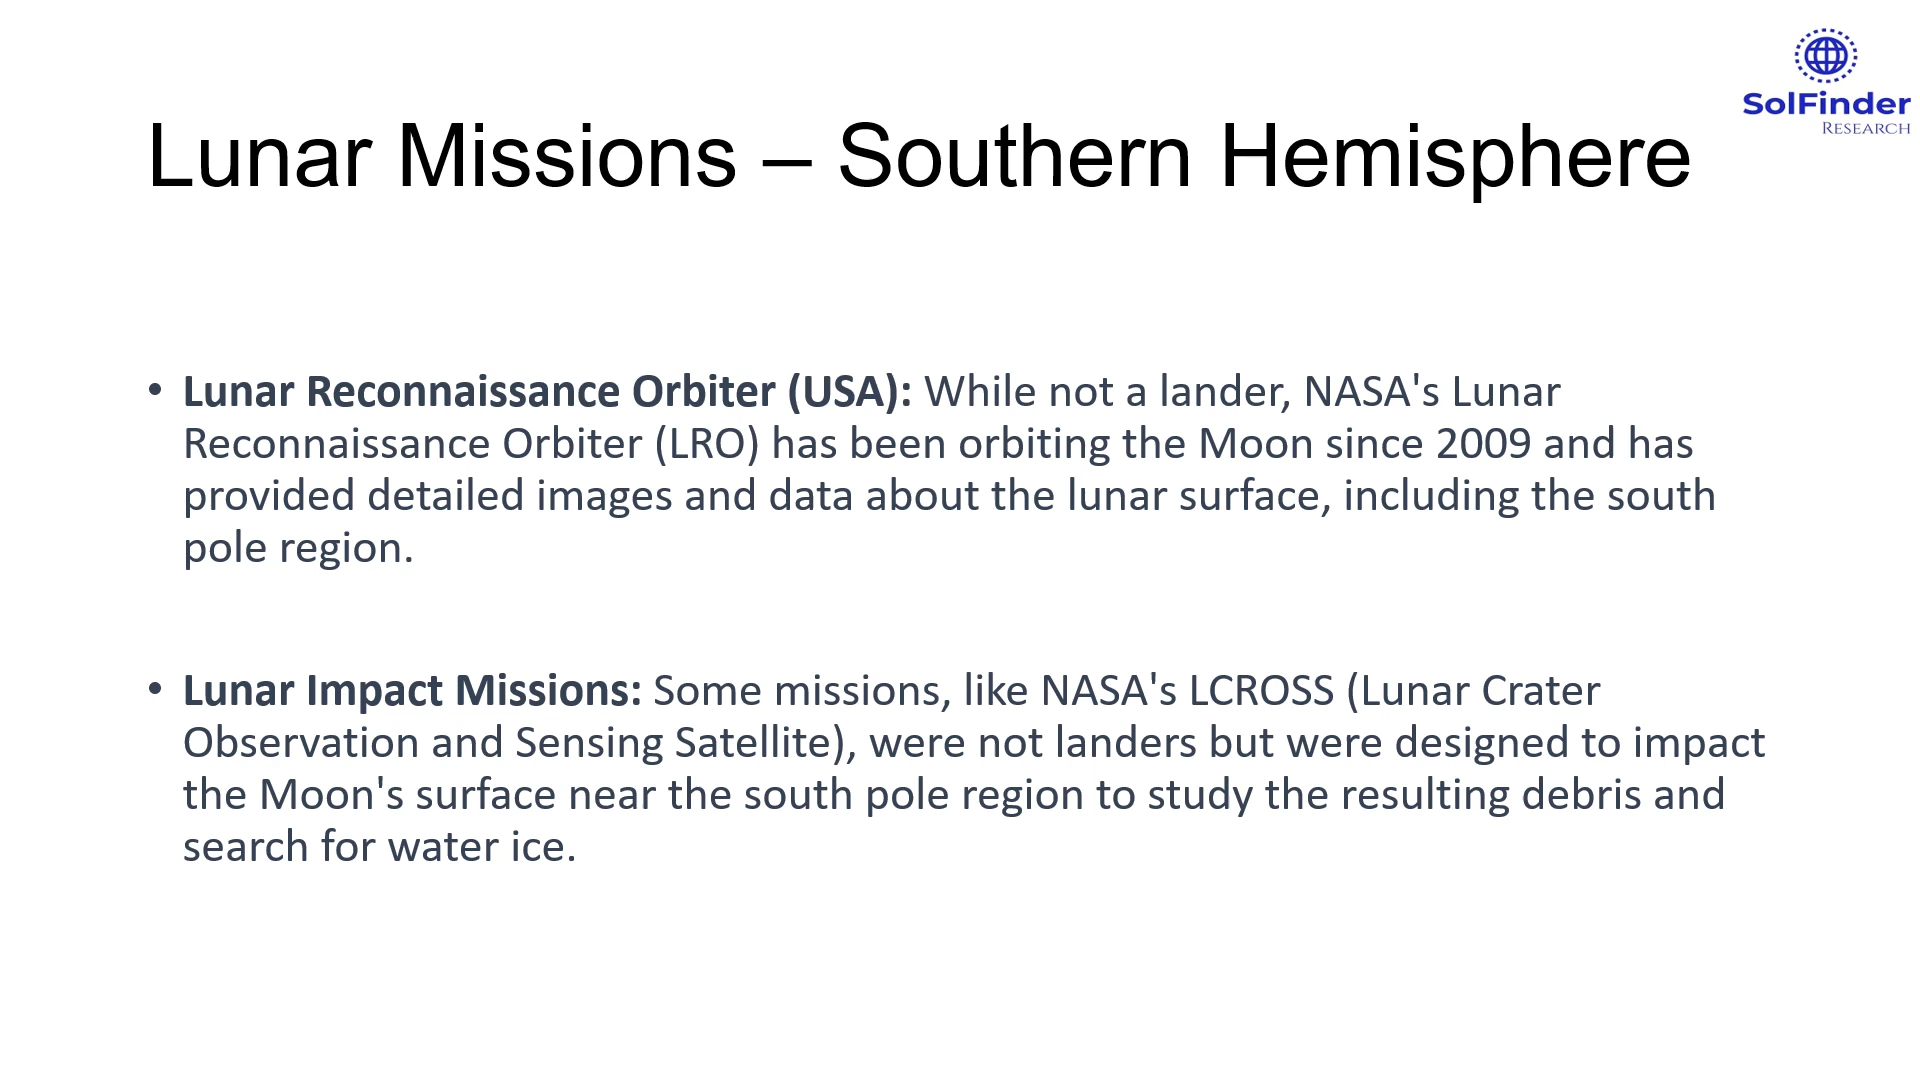 SolFinder
RESEARCH
Lunar Missions – Southern Hemisphere
• Lunar Reconnaissance Orbiter (USA): While not a lander, NASA's Lunar
Reconnaissance Orbiter (LRO) has been orbiting the Moon since 2009 and has
provided detailed images and data about the lunar surface, including the south
pole region.
• Lunar Impact Missions: Some missions, like NASA's LCROSS (Lunar Crater
Observation and Sensing Satellite), were not landers but were designed to impact
the Moon's surface near the south pole region to study the resulting debris and
search for water ice.